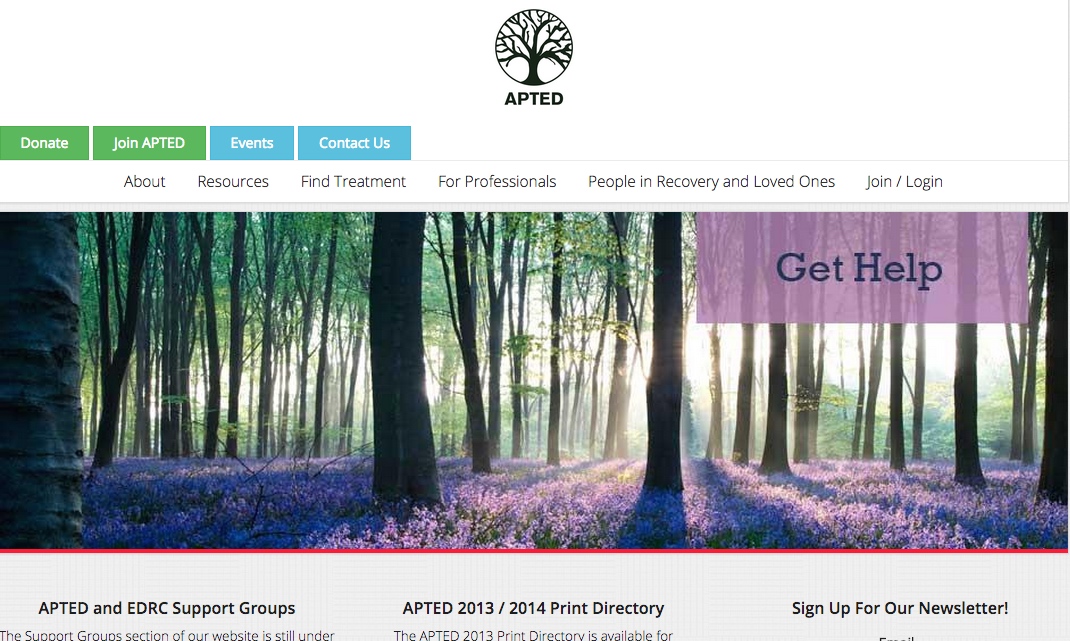 APTED
Donate Join APTED Events Contact Us
About Resources Find Treatment For Professionals People in Recovery and Loved Ones Join / Login
Get Help
APTED and EDRC Support Groups
The Support Groups section of our website is still under
APTED 2013 / 2014 Print Directory
The APTED 2013 Print Directory is available for
Sign Up For Our Newsletter!
Email